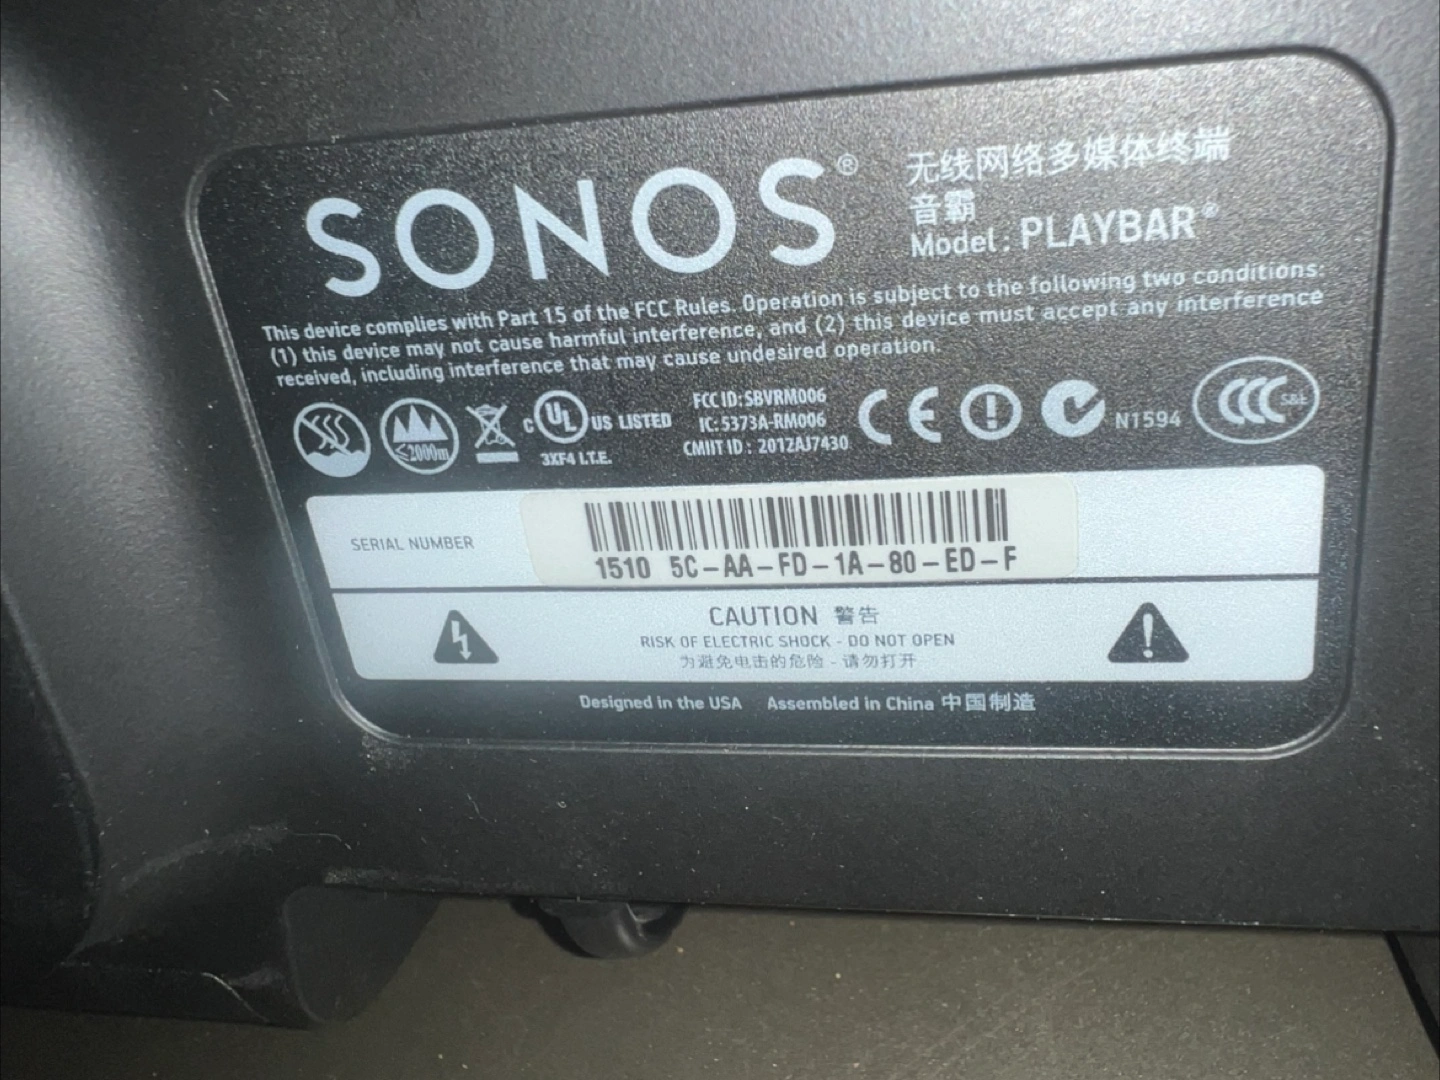 SONOS®
无线网络多媒体终端
音霸
Model: PLAYBAR®
This device complies with Part 15 of the FCC Rules. Operation is subject to the following two conditions:
(1) this device may not cause harmful interference, and (2) this device must accept any interference
received, including interference that may cause undesired operation.
≤2000m
c UL US LISTED
3XF4 I.T.E.
FCC ID: SBVRM006
IC: 5373A-RM006
CMIIT ID : 2012AJ7430
CE
N1594
CCC S&E
SERIAL NUMBER
1510 5C-AA-FD-1A-80-ED-F
CAUTION 警告
RISK OF ELECTRIC SHOCK - DO NOT OPEN
为避免电击的危险 - 请勿打开
Designed in the USA Assembled in China 中国制造